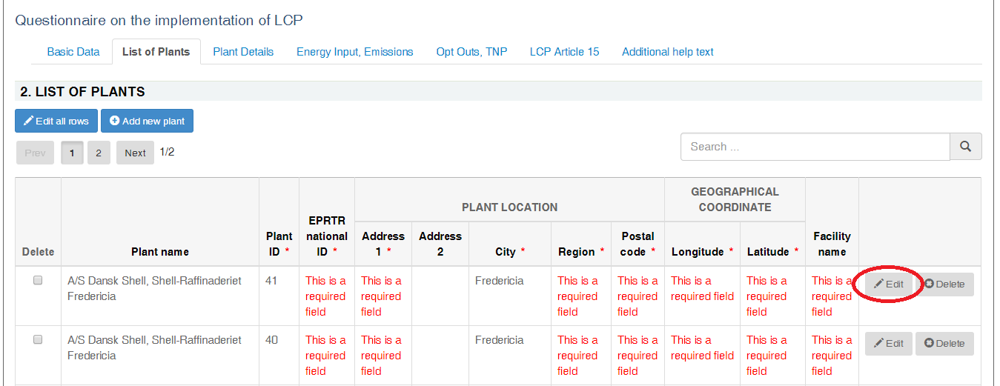 Questionnaire on the implementation of LCP
Basic Data List of Plants Plant Details Energy Input, Emissions Opt Outs, TNP LCP Article 15 Additional help text
2. LIST OF PLANTS
Edit all rows Add new plant
Prev 1 2 Next 1/2 Search ...
GEOGRAPHICAL
PLANT LOCATION COORDINATE
EPRTR
Plant national Address Address Postal Facility
Delete Plant name ID * ID * 1 * 2 City * Region * code * Longitude * Latitude * name
A/S Dansk Shell, Shell-Raffinaderiet 41 This is a This is a Fredericia This is a This is a This is a This is a This is a Edit Delete
Fredericia required required required required required field required required
field field field field field field
A/S Dansk Shell, Shell-Raffinaderiet 40 This is a This is a Fredericia This is a This is a This is a This is a This is a Edit Delete
Fredericia required required required required required field required required
field field field field field field